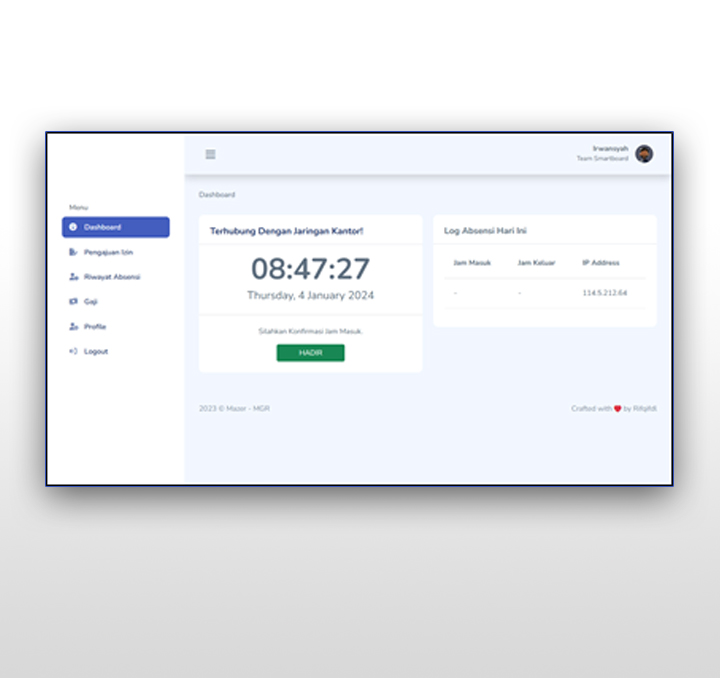 Irwansyah
Team Smartboard
Menu
Dashboard
Pengajuan Izin
Riwayat Absensi
Gaji
Profile
Logout
Dashboard
Terhubung Dengan Jaringan Kantor!
08:47:27
Thursday, 4 January 2024
Silahkan Konfirmasi Jam Masuk
HADIR
Log Absensi Hari Ini
Jam Masuk Jam Keluar IP Address
- - 114.5.212.64
2023 © Mazer - MGR
Crafted with ❤ by